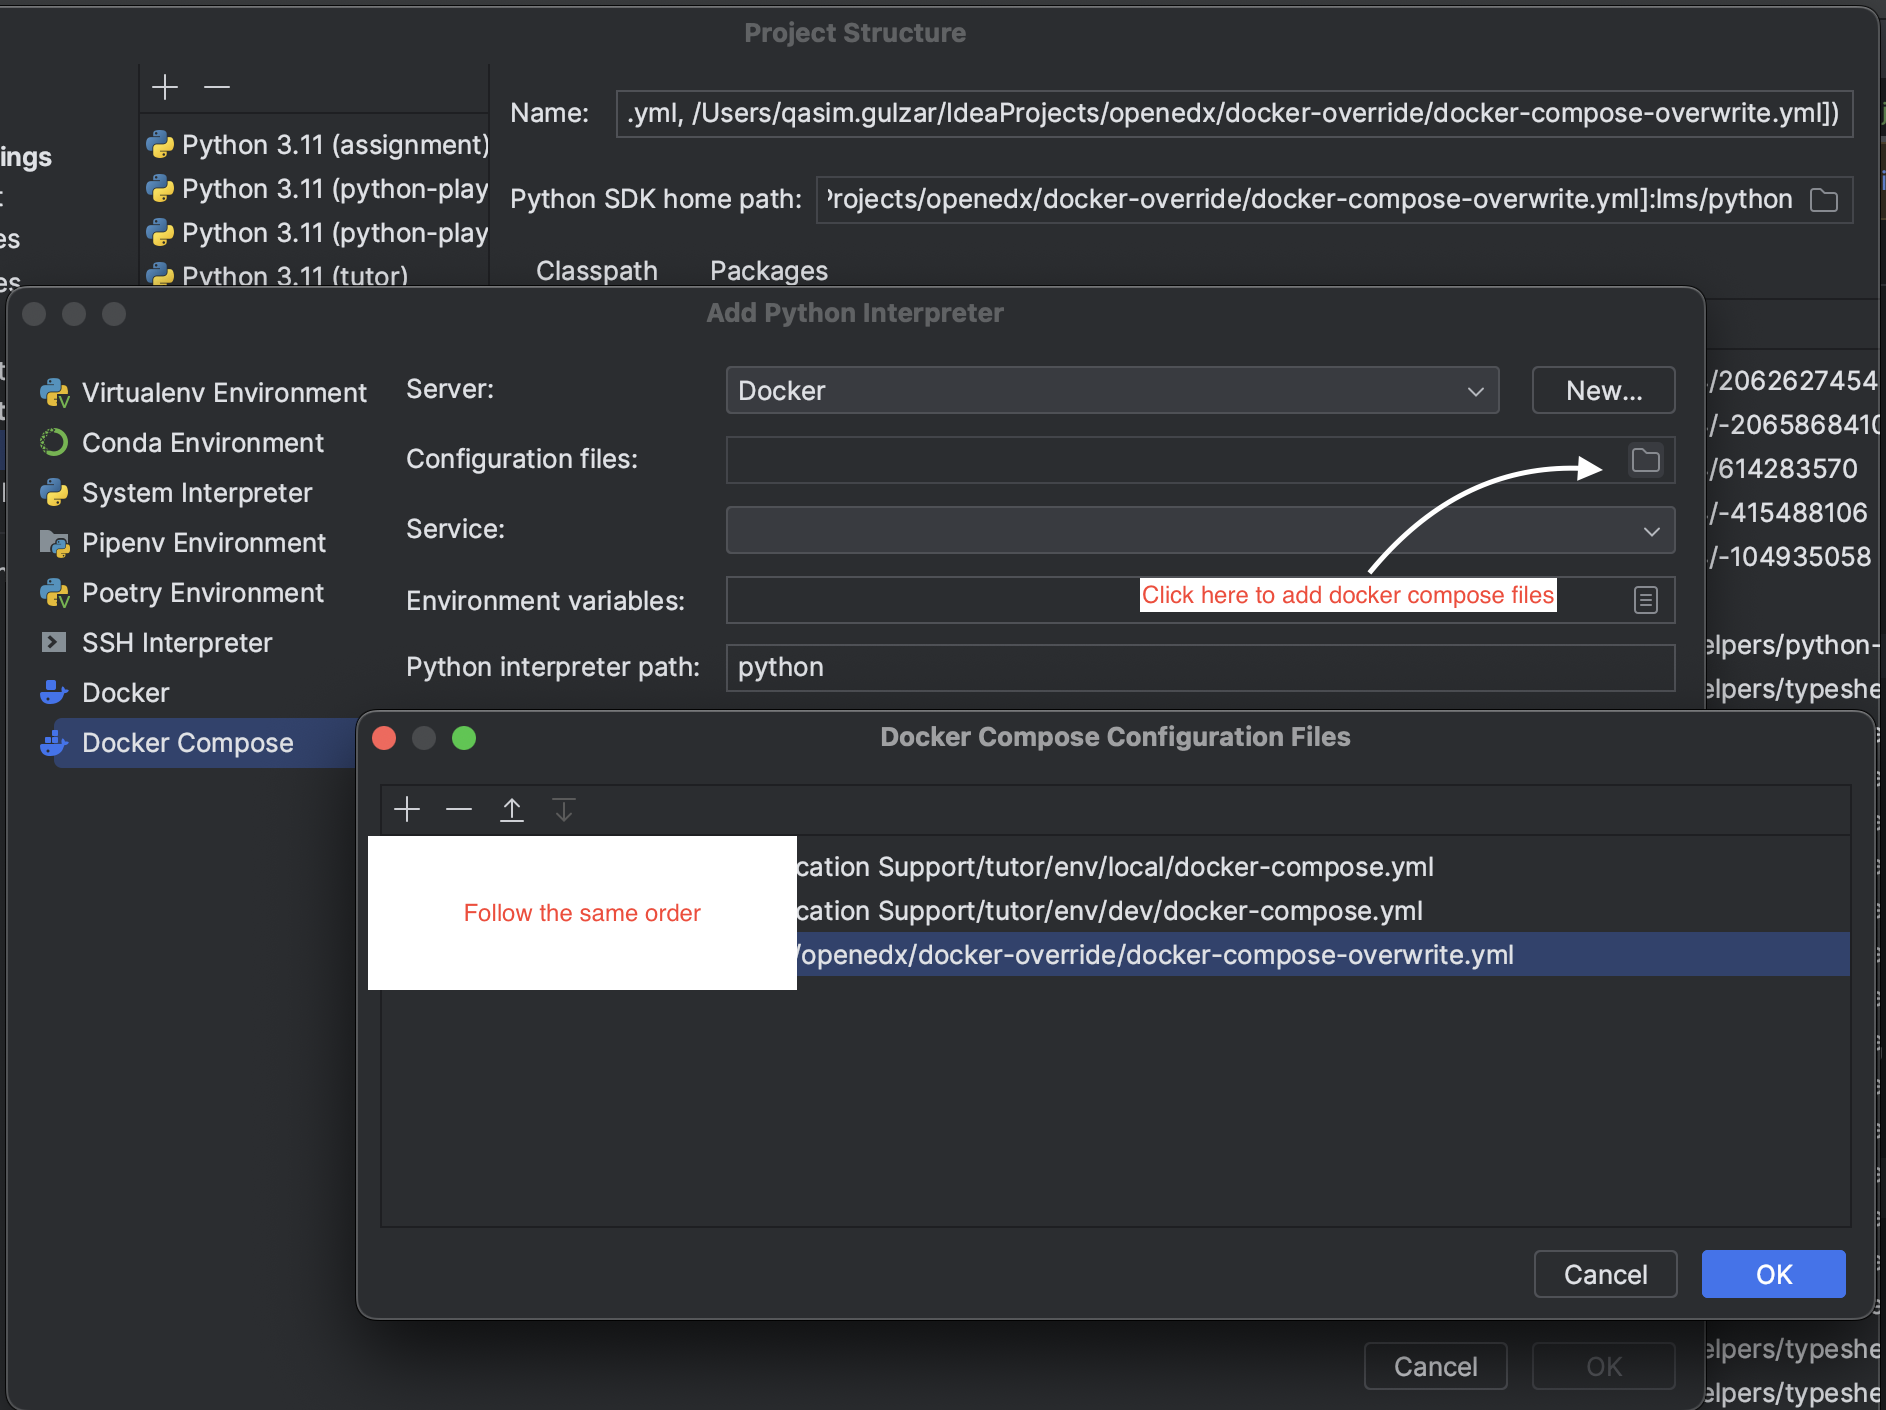 Project Structure
ings
es
es
Python 3.11 (assignment)
Python 3.11 (python-play
Python 3.11 (python-play
Python 3.11 (tutor)
Name: .yml, /Users/qasim.gulzar/IdeaProjects/openedx/docker-override/docker-compose-overwrite.yml])
Python SDK home path: rojects/openedx/docker-override/docker-compose-overwrite.yml]:lms/python
Classpath Packages
Add Python Interpreter
Virtualenv Environment
Conda Environment
System Interpreter
Pipenv Environment
Poetry Environment
SSH Interpreter
Docker
Docker Compose
Server: Docker New...
Configuration files:
Service:
Environment variables:
Click here to add docker compose files
Python interpreter path: python
/2062627454
/-2065868410
/614283570
/-415488106
/-104935058
elpers/python-
elpers/typeshe
Docker Compose Configuration Files
Follow the same order
cation Support/tutor/env/local/docker-compose.yml
cation Support/tutor/env/dev/docker-compose.yml
/openedx/docker-override/docker-compose-overwrite.yml
Cancel OK
Cancel OK
elpers/typeshe
elpers/typeshe